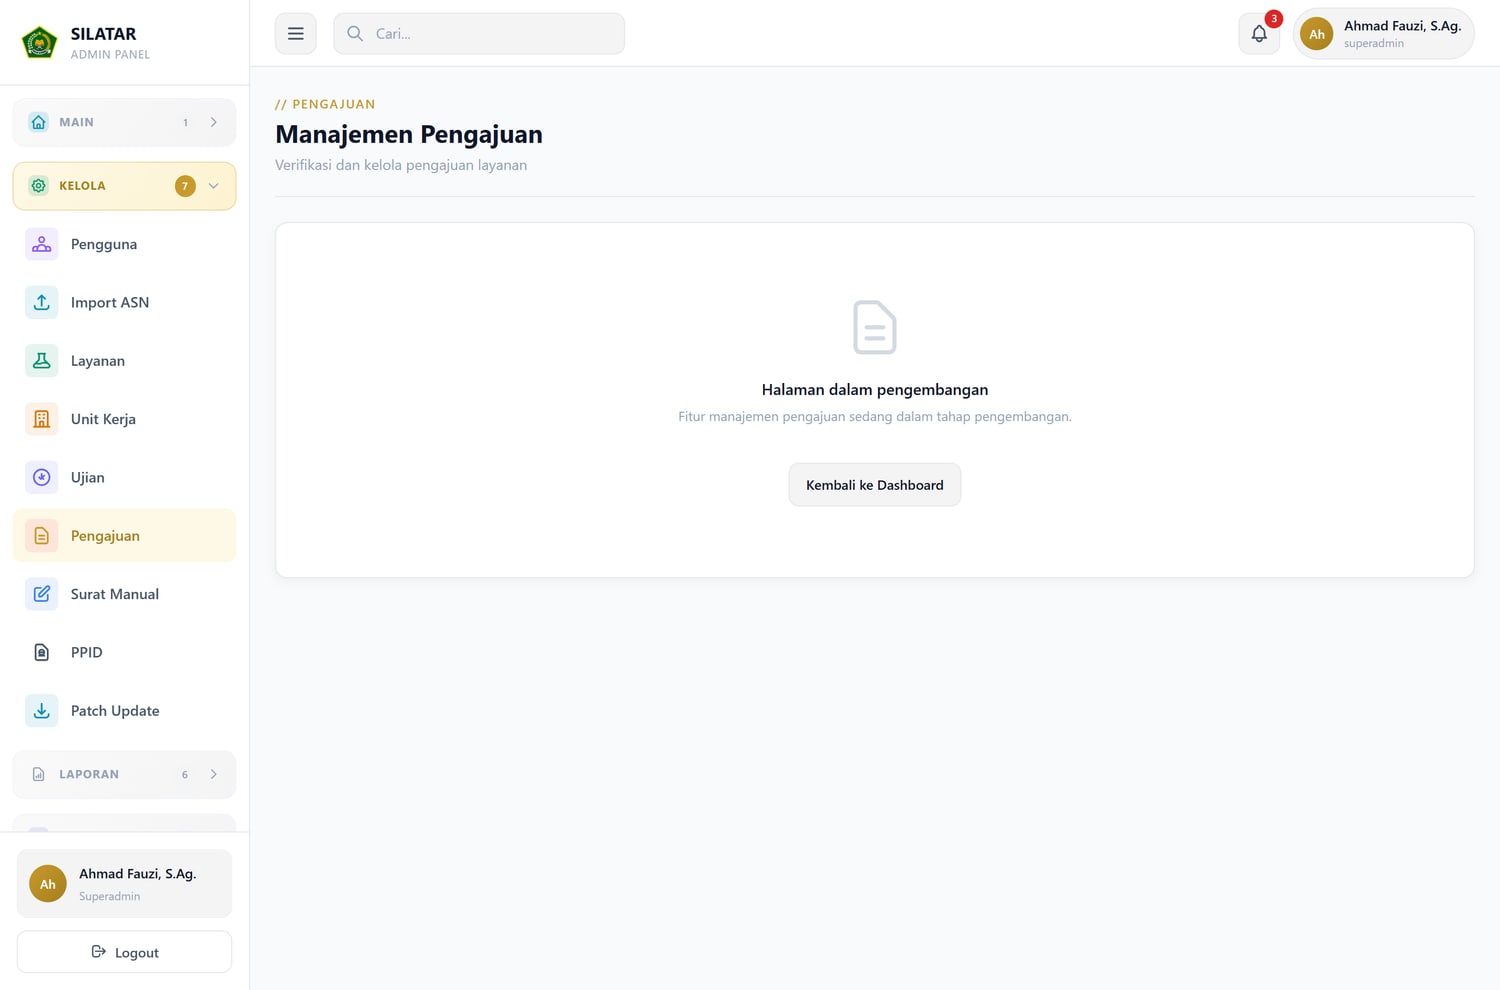 SILATAR
ADMIN PANEL
MAIN 1
KELOLA 7
Pengguna
Import ASN
Layanan
Unit Kerja
Ujian
Pengajuan
Surat Manual
PPID
Patch Update
LAPORAN 6
Ah Ahmad Fauzi, S.Ag.
Superadmin
Logout
Cari...
3
Ah Ahmad Fauzi, S.Ag.
superadmin
// PENGAJUAN
Manajemen Pengajuan
Verifikasi dan kelola pengajuan layanan
Halaman dalam pengembangan
Fitur manajemen pengajuan sedang dalam tahap pengembangan.
Kembali ke Dashboard